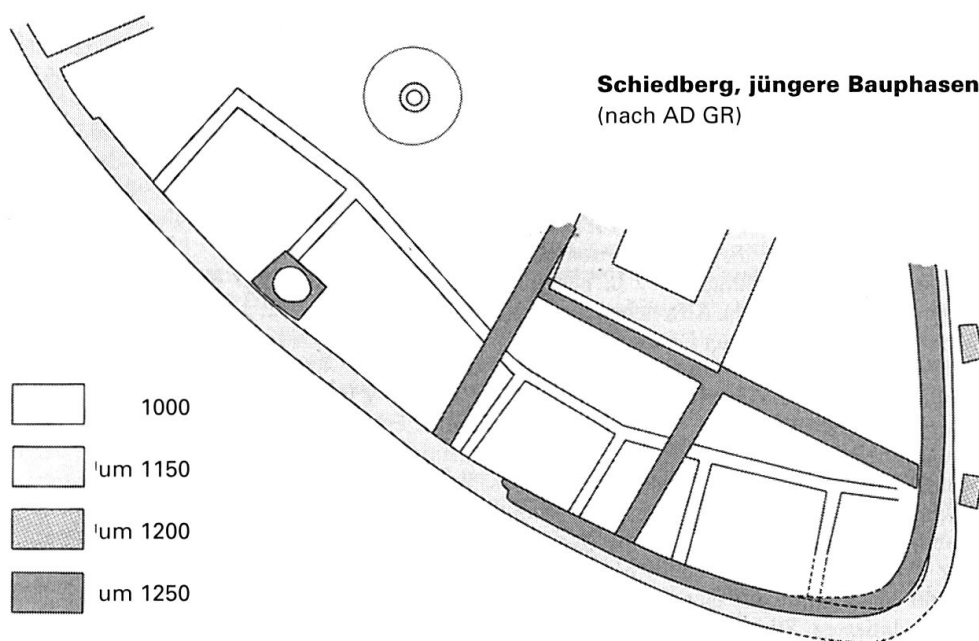 Schiedberg, jüngere Bauphasen
(nach AD GR)
1000
um 1150
um 1200
um 1250